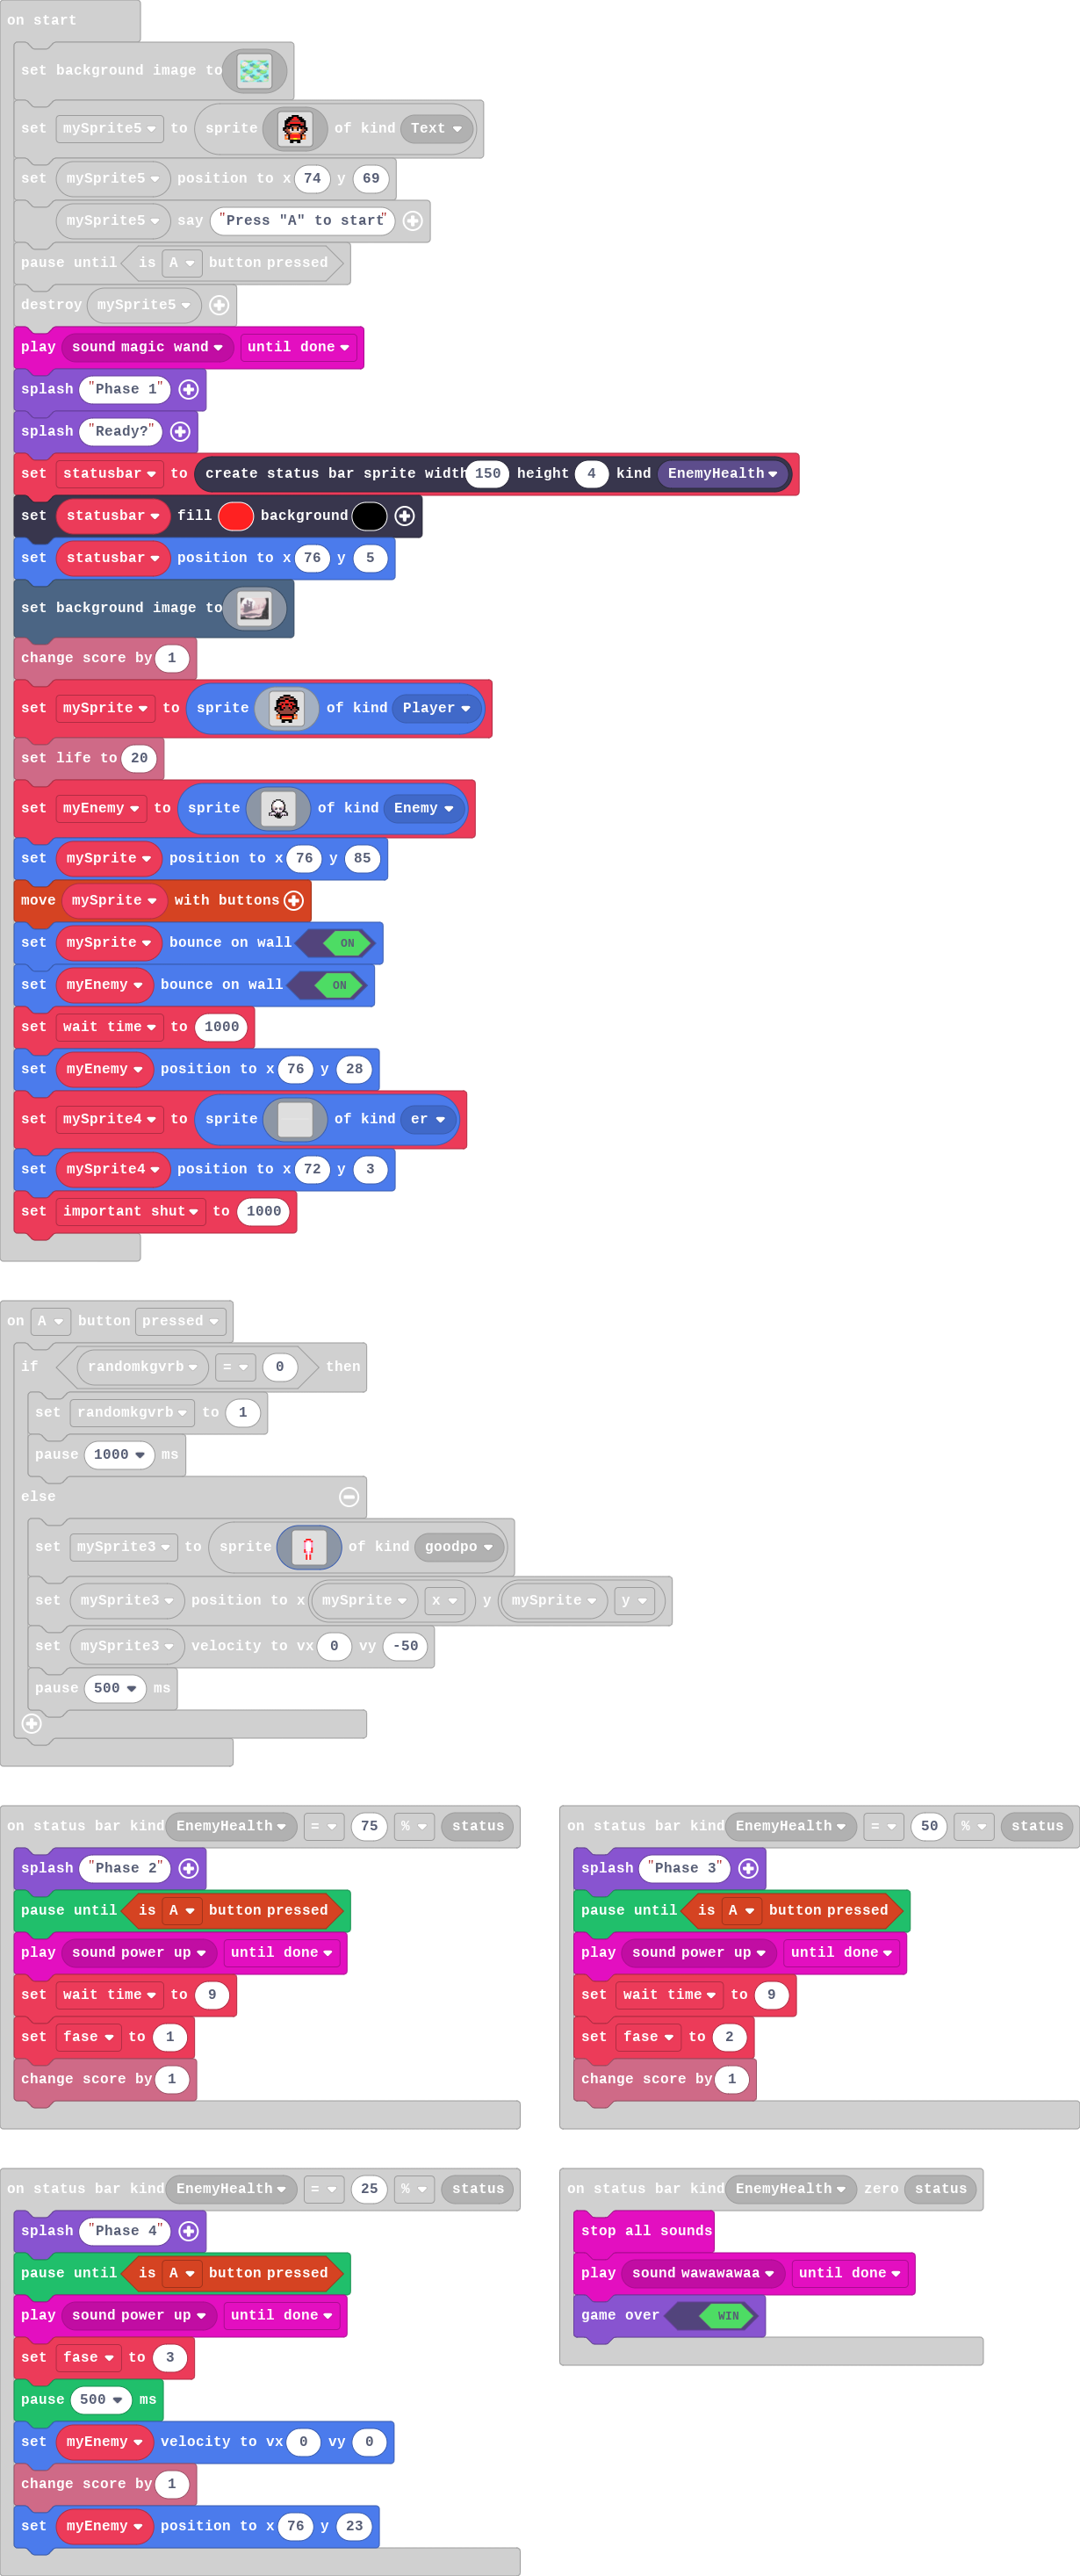 on start
set background image to
set mySprite5 to sprite of kind Text
set mySprite5 position to x 74 y 69
mySprite5 say "Press "A" to start"
pause until is A button pressed
destroy mySprite5
play sound magic wand until done
splash "Phase 1"
splash "Ready?"
set statusbar to create status bar sprite width 150 height 4 kind EnemyHealth
set statusbar fill background
set statusbar position to x 76 y 5
set background image to
change score by 1
set mySprite to sprite of kind Player
set life to 20
set myEnemy to sprite of kind Enemy
set mySprite position to x 76 y 85
move mySprite with buttons
set mySprite bounce on wall ON
set myEnemy bounce on wall ON
set wait time to 1000
set myEnemy position to x 76 y 28
set mySprite4 to sprite of kind er
set mySprite4 position to x 72 y 3
set important shut to 1000
on A button pressed
if randomkgvrb = 0 then
set randomkgvrb to 1
pause 1000 ms
else
set mySprite3 to sprite of kind goodpo
set mySprite3 position to x mySprite x y mySprite y
set mySprite3 velocity to vx 0 vy -50
pause 500 ms
on status bar kind EnemyHealth = 75 % status
splash "Phase 2"
pause until is A button pressed
play sound power up until done
set wait time to 9
set fase to 1
change score by 1
on status bar kind EnemyHealth = 50 % status
splash "Phase 3"
pause until is A button pressed
play sound power up until done
set wait time to 9
set fase to 2
change score by 1
on status bar kind EnemyHealth = 25 % status
splash "Phase 4"
pause until is A button pressed
play sound power up until done
set fase to 3
pause 500 ms
set myEnemy velocity to vx 0 vy 0
change score by 1
set myEnemy position to x 76 y 23
on status bar kind EnemyHealth zero status
stop all sounds
play sound wawawawaa until done
game over WIN